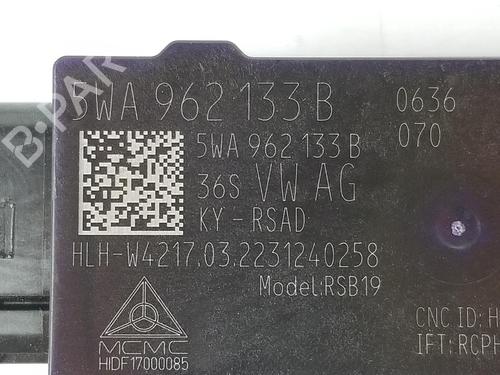 5WA 962 133 B 0636
070
5WA 962 133 B
36S VW AG
KY-RSAD
HLH-W4217.03.2231240258
Model:RSB19
MCMC
HIDF17000085
CNC ID: H
IFT: RCPH
B-PARTS